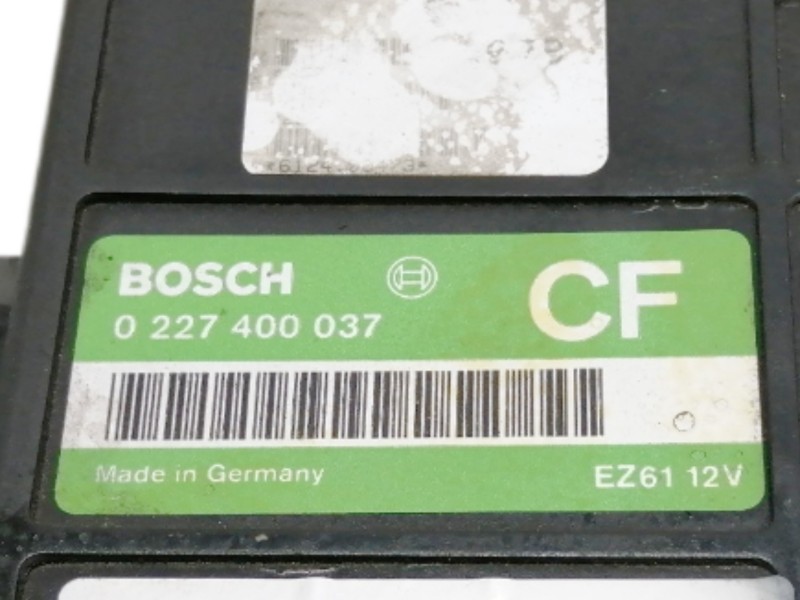 BOSCH
CF
0 227 400 037
Made in Germany
EZ61 12V